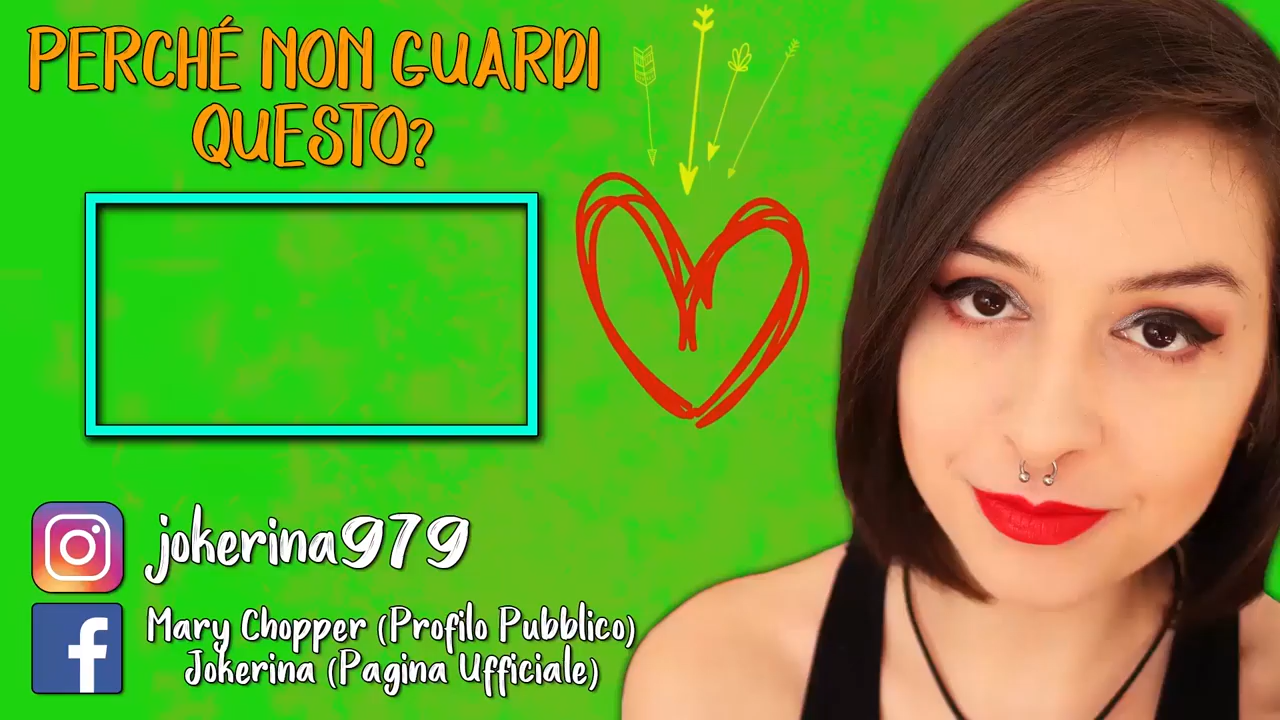 PERCHÉ NON GUARDI
QUESTO?
jokerina979
Mary Chopper (Profilo Pubblico)
Jokerina (Pagina Ufficiale)